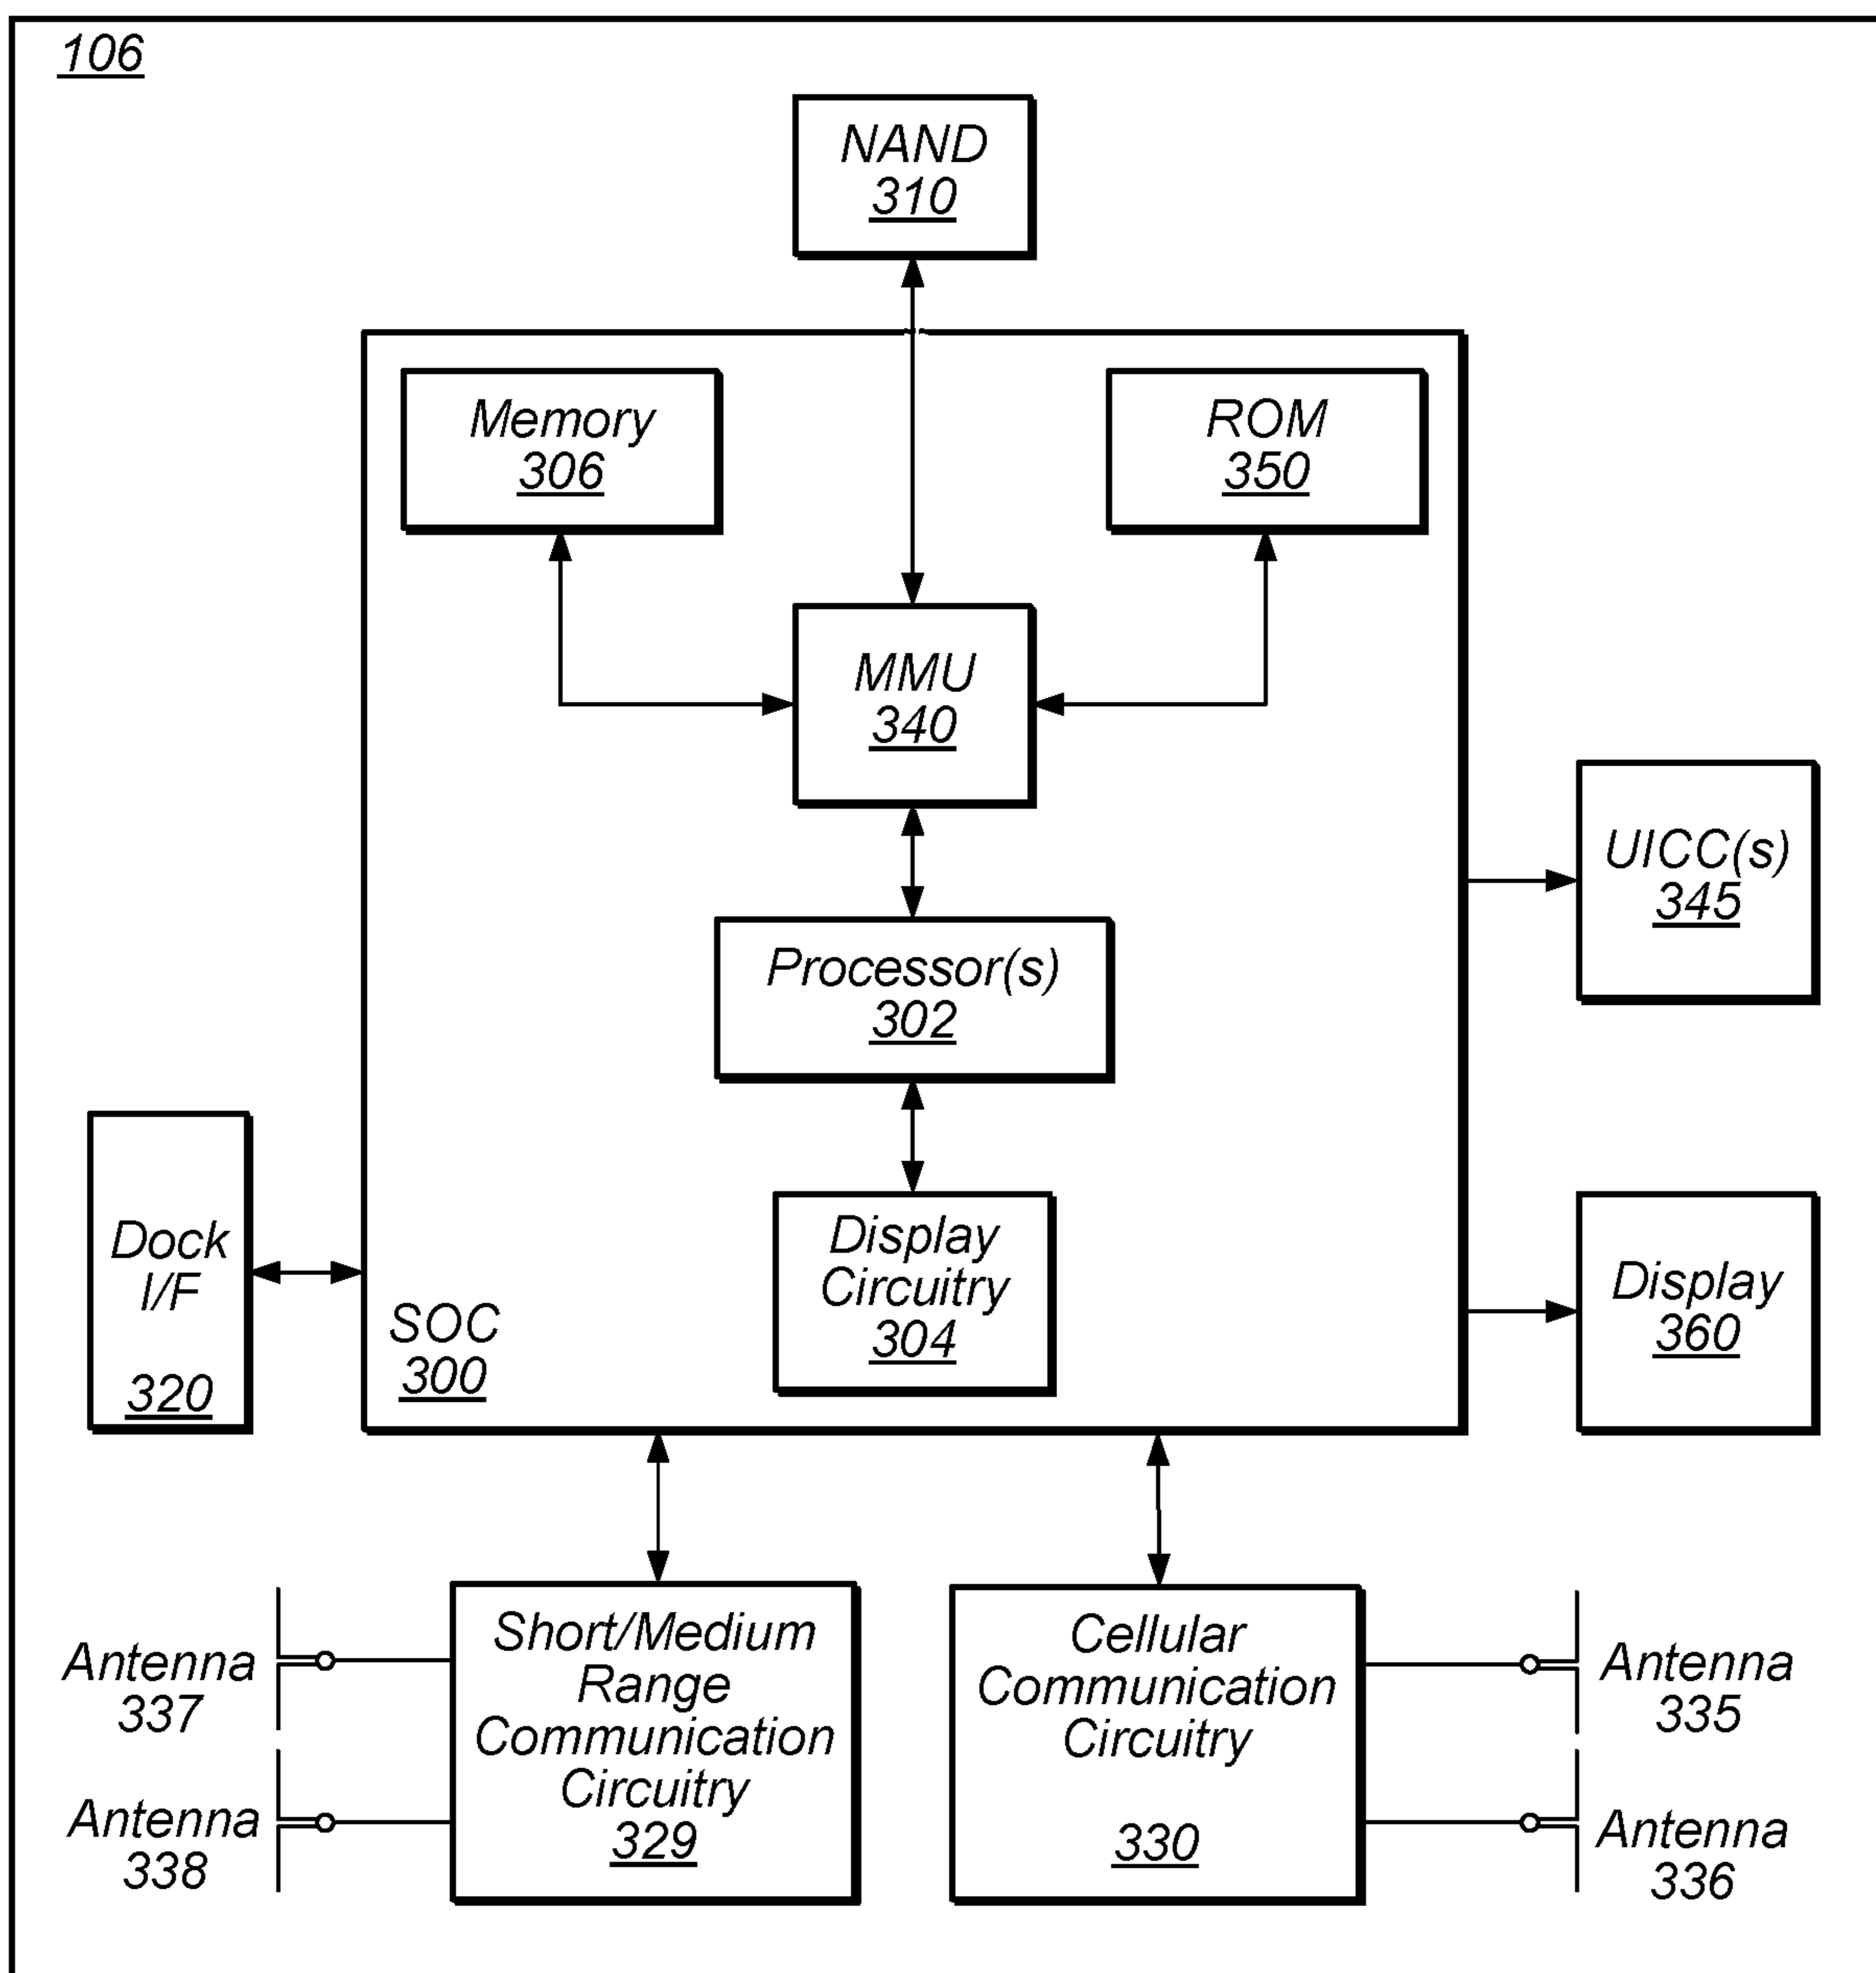 106
NAND
310
Memory
306
ROM
350
MMU
340
UICC(s)
345
Processor(s)
302
Dock
I/F
320
Display
Circuitry
304
SOC
300
Display
360
Short/Medium
Range
Communication
Circuitry
329
Cellular
Communication
Circuitry
330
Antenna
337
Antenna
338
Antenna
335
Antenna
336